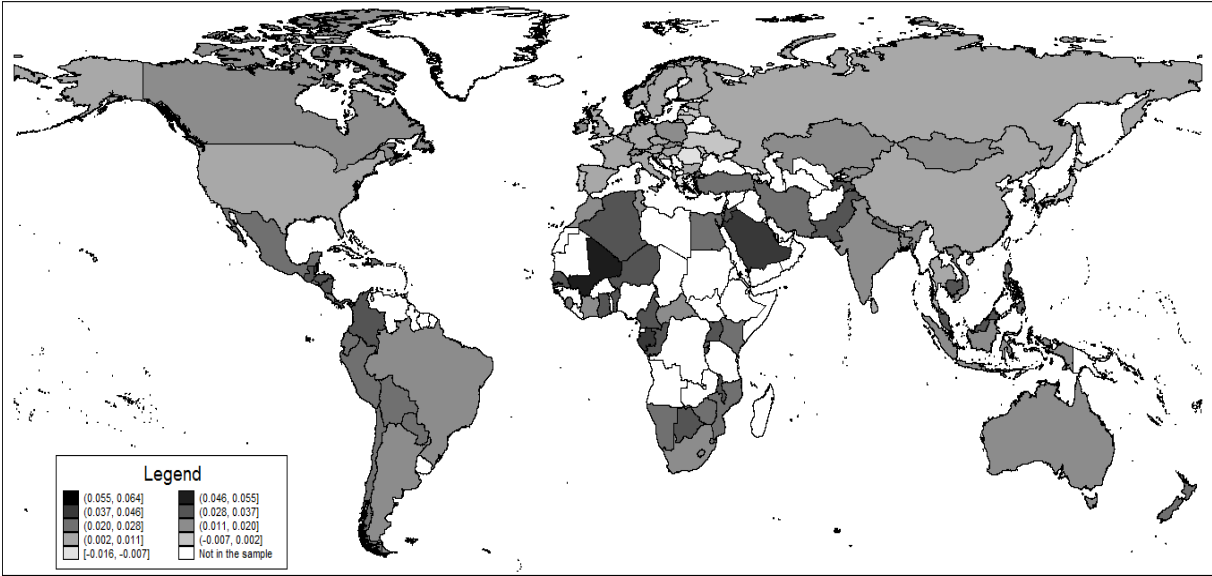 Legend
(0.055, 0.064] (0.046, 0.055]
(0.037, 0.046] (0.028, 0.037]
(0.020, 0.028] (0.011, 0.020]
(0.002, 0.011] (-0.007, 0.002]
[-0.016, -0.007] Not in the sample